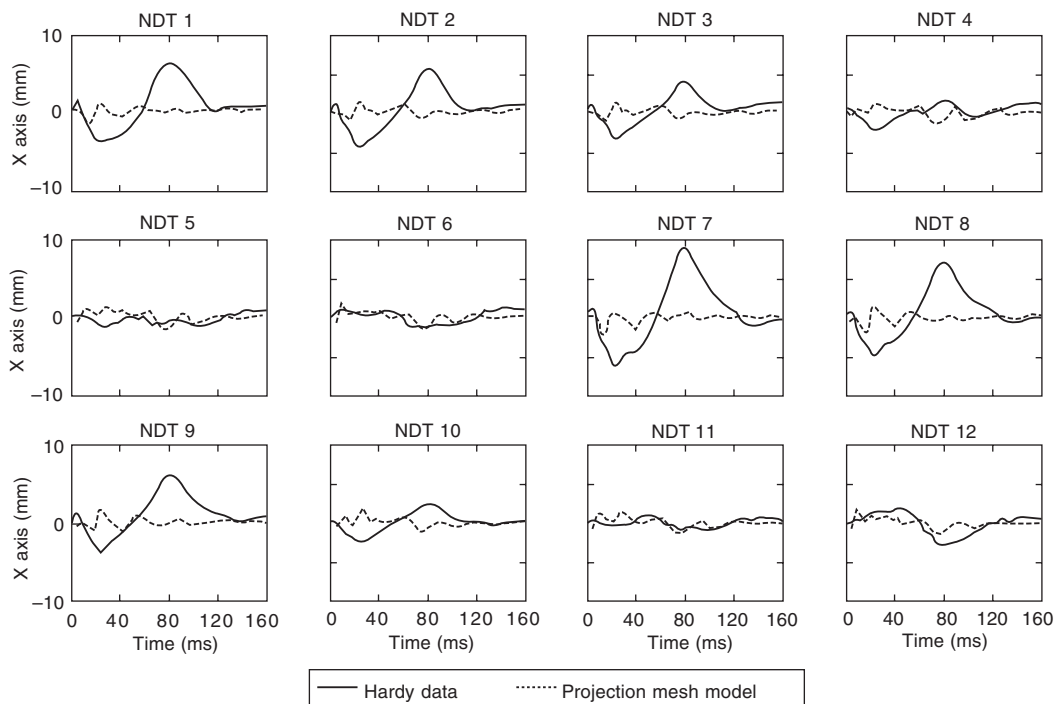 NDT 1
NDT 2
NDT 3
NDT 4
10
0
–10
X axis (mm)
NDT 5
NDT 6
NDT 7
NDT 8
10
0
–10
X axis (mm)
NDT 9
NDT 10
NDT 11
NDT 12
10
0
–10
X axis (mm)
0 40 80 120 160
0 40 80 120 160
0 40 80 120 160
0 40 80 120 160
Time (ms)
Time (ms)
Time (ms)
Time (ms)
Hardy data
Projection mesh model